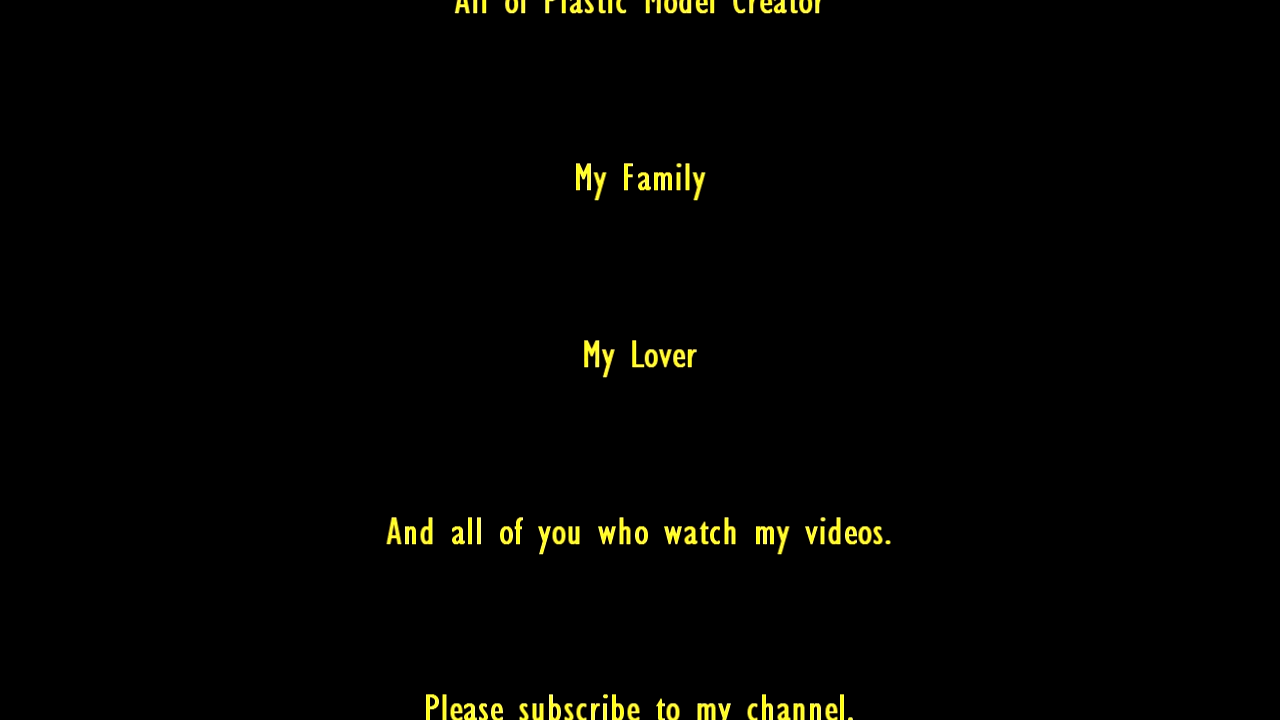 All of Plastic Model Creator
My Family
My Lover
And all of you who watch my videos.
Please subscribe to my channel.